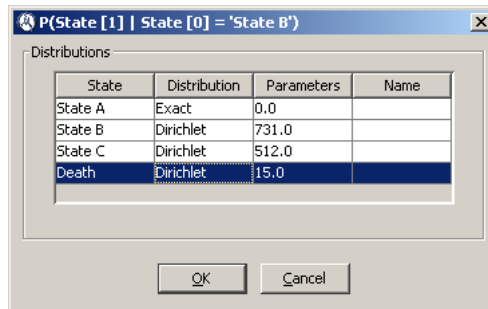 P(State [1] | State [0] = 'State B')
Distributions
State Distribution Parameters Name
State A Exact 0.0
State B Dirichlet 731.0
State C Dirichlet 512.0
Death Dirichlet 15.0
OK Cancel